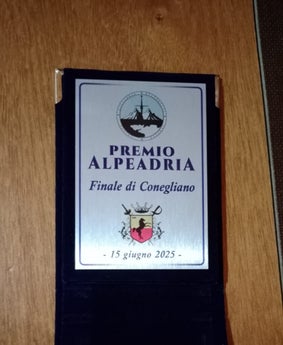 PREMIO
ALPEADRIA
Finale di Conegliano
- 15 giugno 2025 -